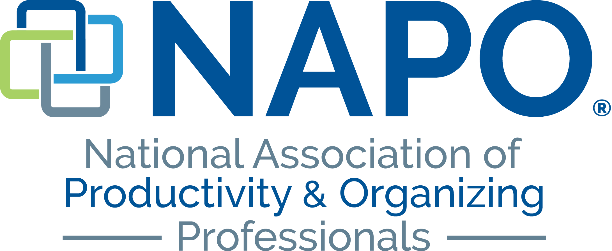 NAPO®
National Association of
Productivity & Organizing
Professionals